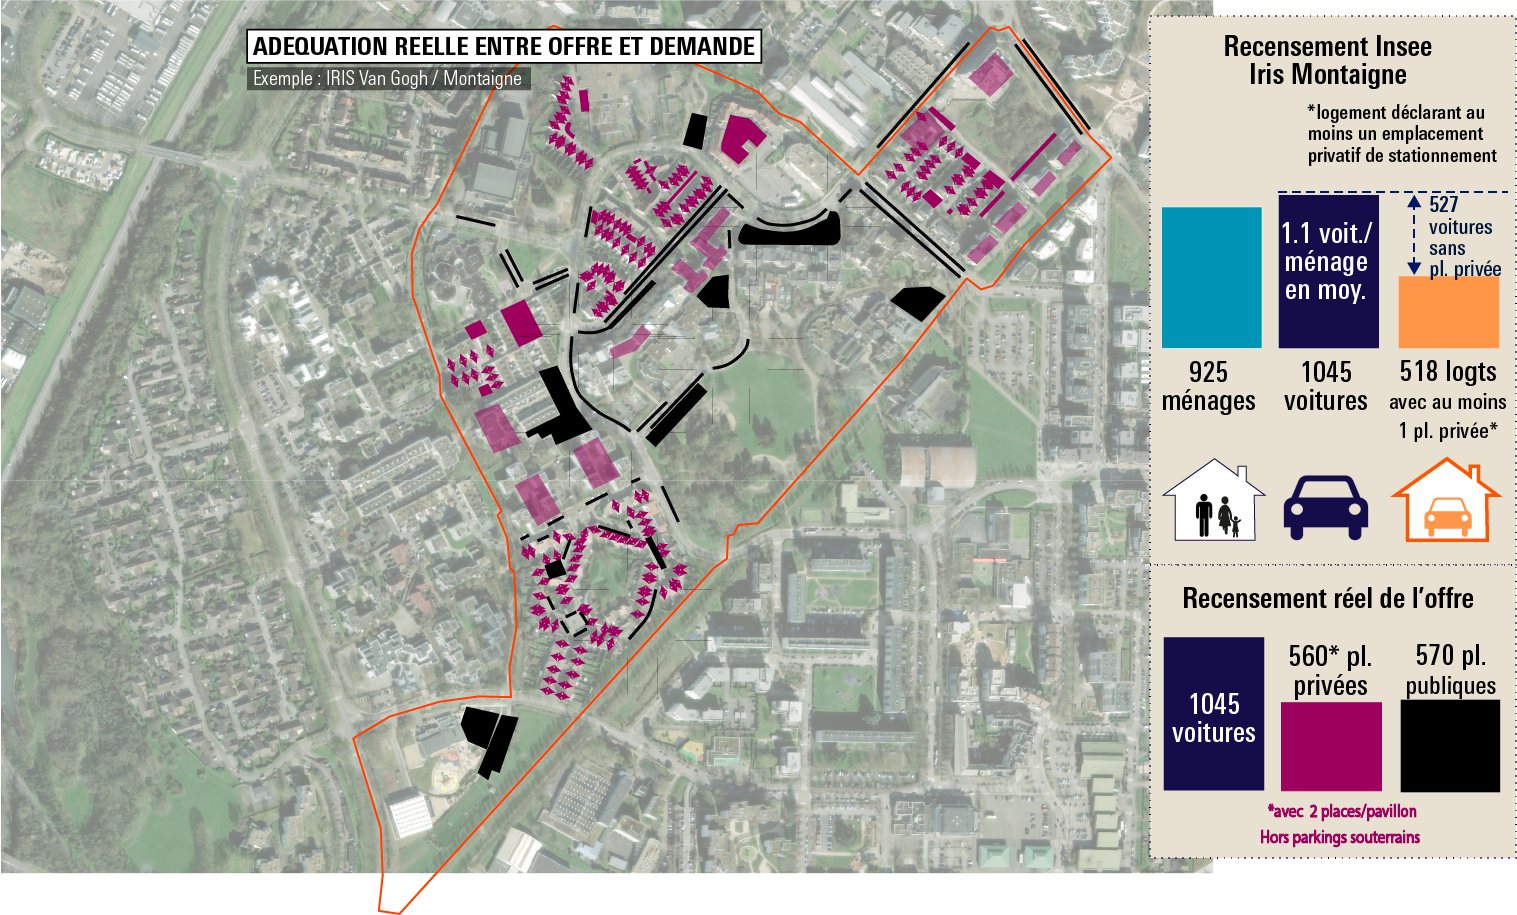 ADEQUATION REELLE ENTRE OFFRE ET DEMANDE
Exemple : IRIS Van Gogh / Montaigne
Recensement Insee
Iris Montaigne
*logement déclarant au
moins un emplacement
privatif de stationnement
527
voitures
sans
pl. privée
1.1 voit./
ménage
en moy.
925
ménages
1045
voitures
518 logts
avec au moins
1 pl. privée*
Recensement réel de l'offre
1045
voitures
560* pl.
privées
570 pl.
publiques
*avec 2 places/pavillon
Hors parkings souterrains